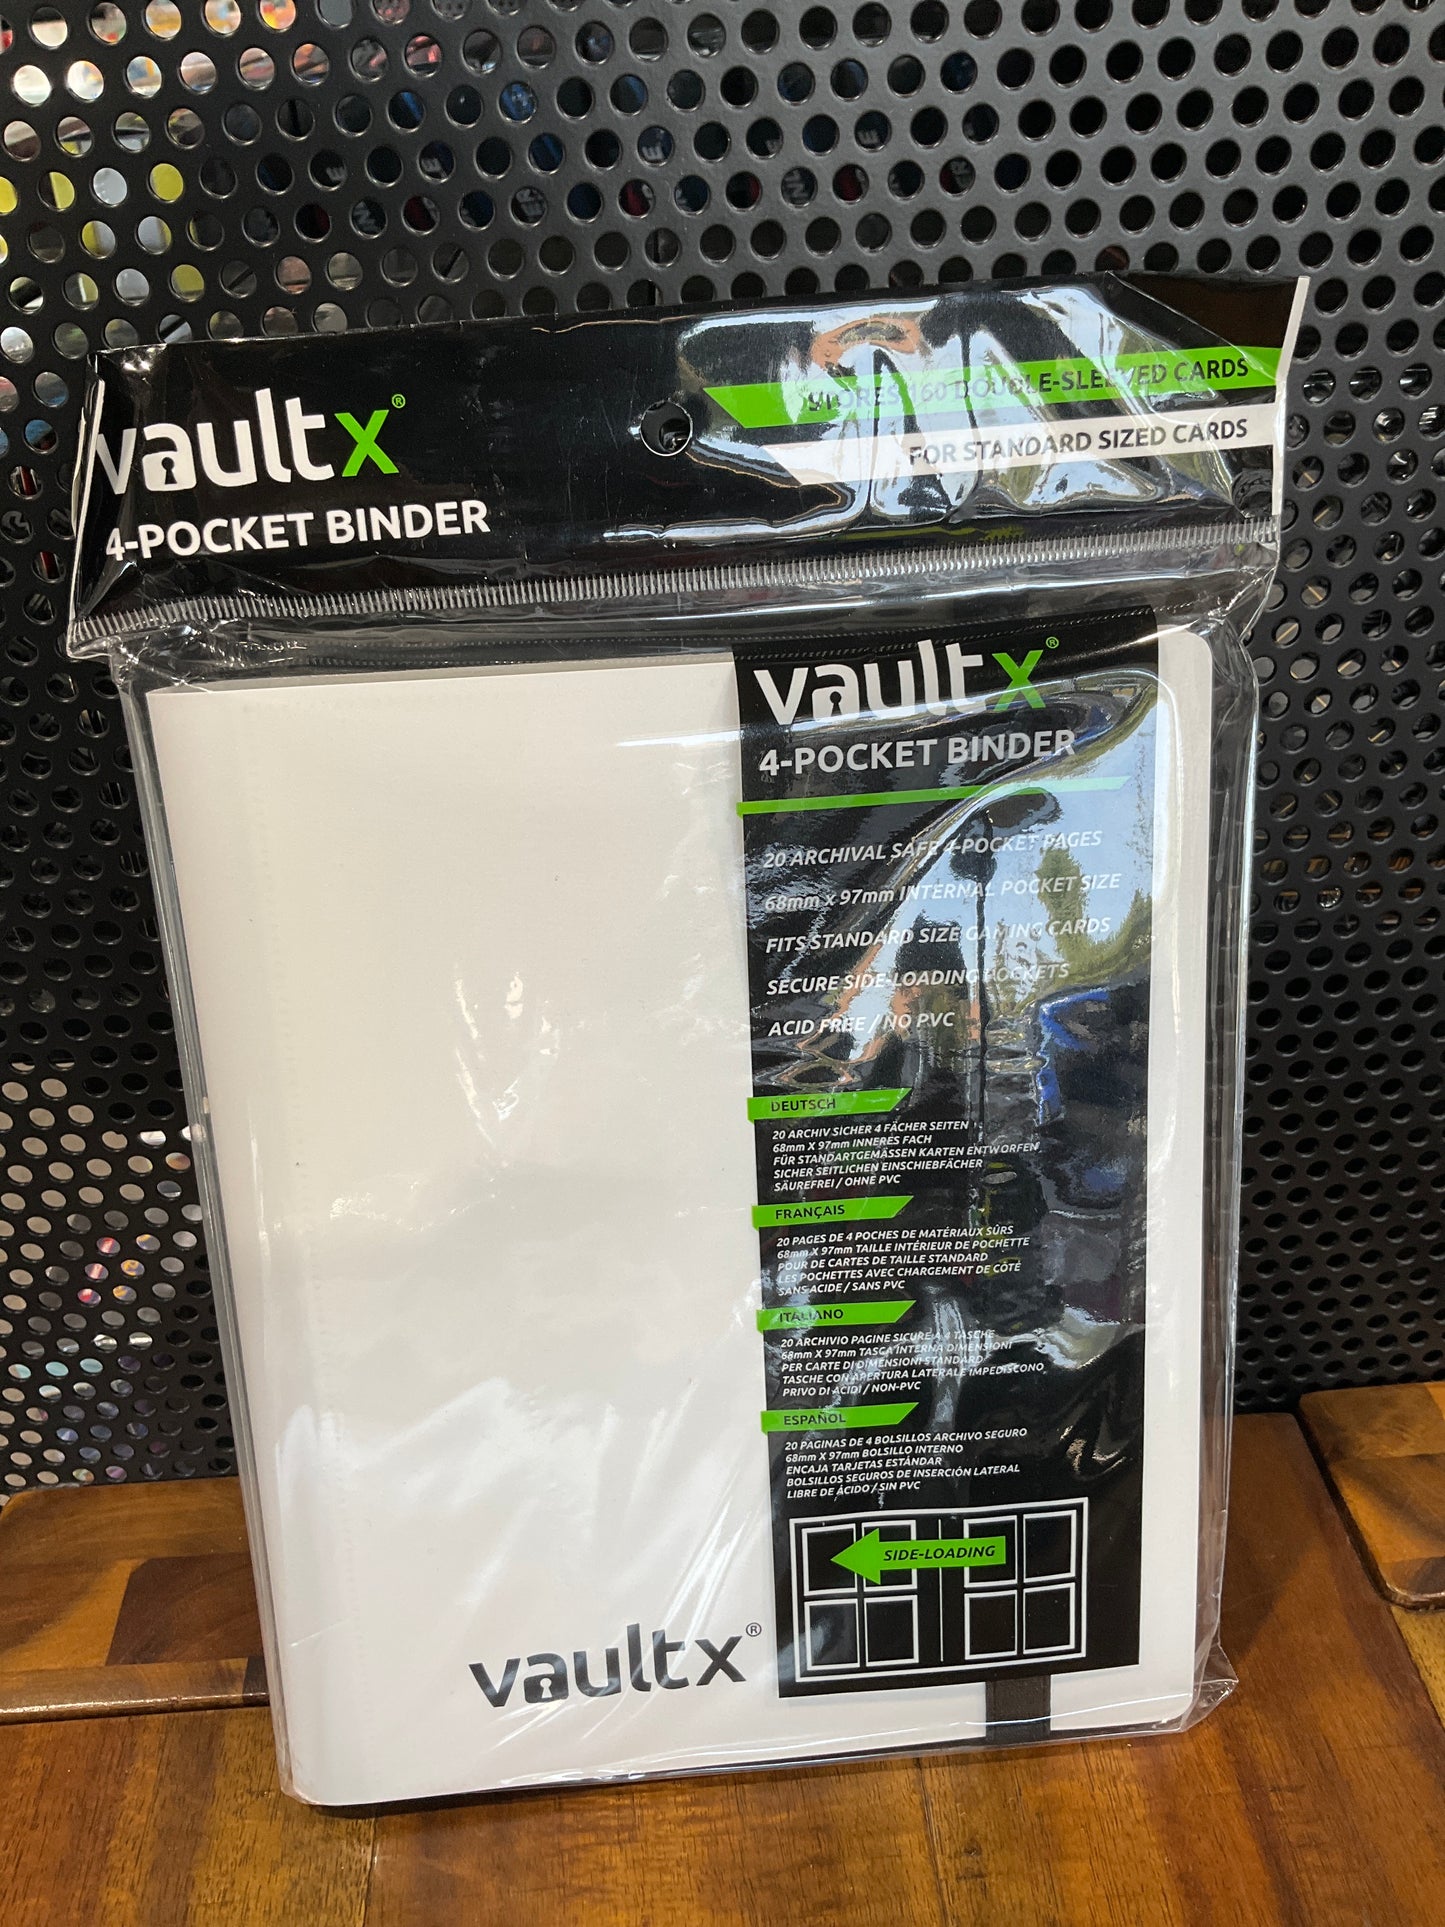 vaultx®
4-POCKET BINDER
STORES 160 DOUBLE-SLEEVED CARDS
FOR STANDARD SIZED CARDS
vaultx®
4-POCKET BINDER
20 ARCHIVAL SAFE 4-POCKET PAGES
68mm x 97mm INTERNAL POCKET SIZE
FITS STANDARD SIZE GAMING CARDS
SECURE SIDE-LOADING POCKETS
ACID FREE / NO PVC
DEUTSCH
20 ARCHIV SICHER 4 FÄCHER SEITEN
68mm X 97mm INNERES FACH
FÜR STANDARTGEMÄSSEN KARTEN ENTWORFEN
SICHER SEITLICHEN EINSCHIEBFÄCHER
SÄUREFREI / OHNE PVC
FRANÇAIS
20 PAGES DE 4 POCHES DE MATÉRIAUX SÛRS
68mm X 97mm TAILLE INTÉRIEUR DE POCHETTE
POUR DE CARTES DE TAILLE STANDARD
LES POCHETTES AVEC CHARGEMENT DE CÔTÉ
SANS ACIDE / SANS PVC
ITALIANO
20 ARCHIVIO PAGINE SICURE A 4 TASCHE
68mm X 97mm TASCA INTERNA DIMENSIONI
PER CARTE DI DIMENSIONI STANDARD
TASCHE CON APERTURA LATERALE IMPEDISCONO
PRIVO DI ACIDI / NON-PVC
ESPAÑOL
20 PAGINAS DE 4 BOLSILLOS ARCHIVO SEGURO
68mm X 97mm BOLSILLO INTERNO
ENCAJA TARJETAS ESTÁNDAR
BOLSILLOS SEGUROS DE INSERCIÓN LATERAL
LIBRE DE ÁCIDO / SIN PVC
SIDE-LOADING
vaultx®